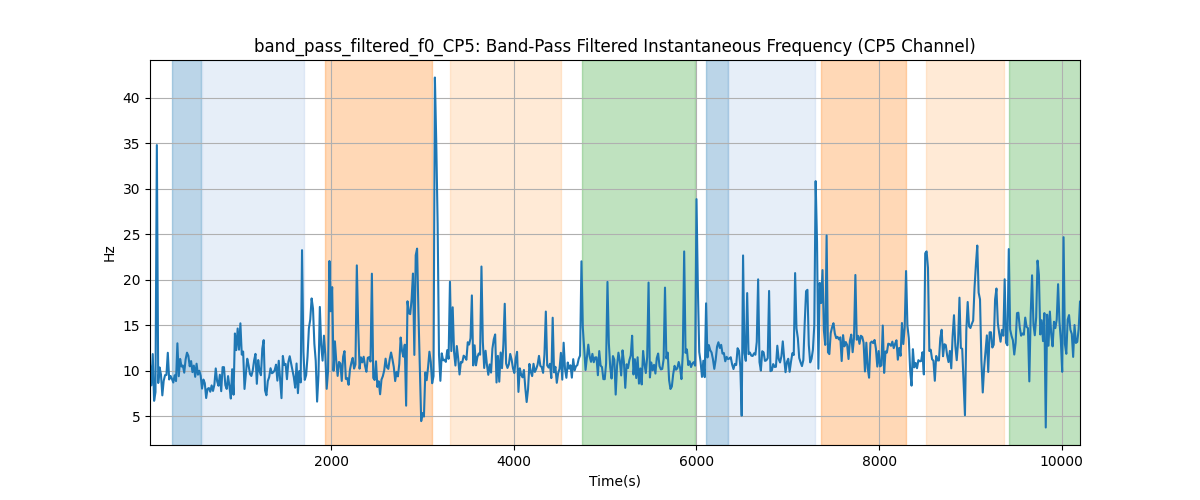 band_pass_filtered_f0_CP5: Band-Pass Filtered Instantaneous Frequency (CP5 Channel)
40
35
30
25
20
15
10
5
Hz
2000 4000 6000 8000 10000
Time(s)